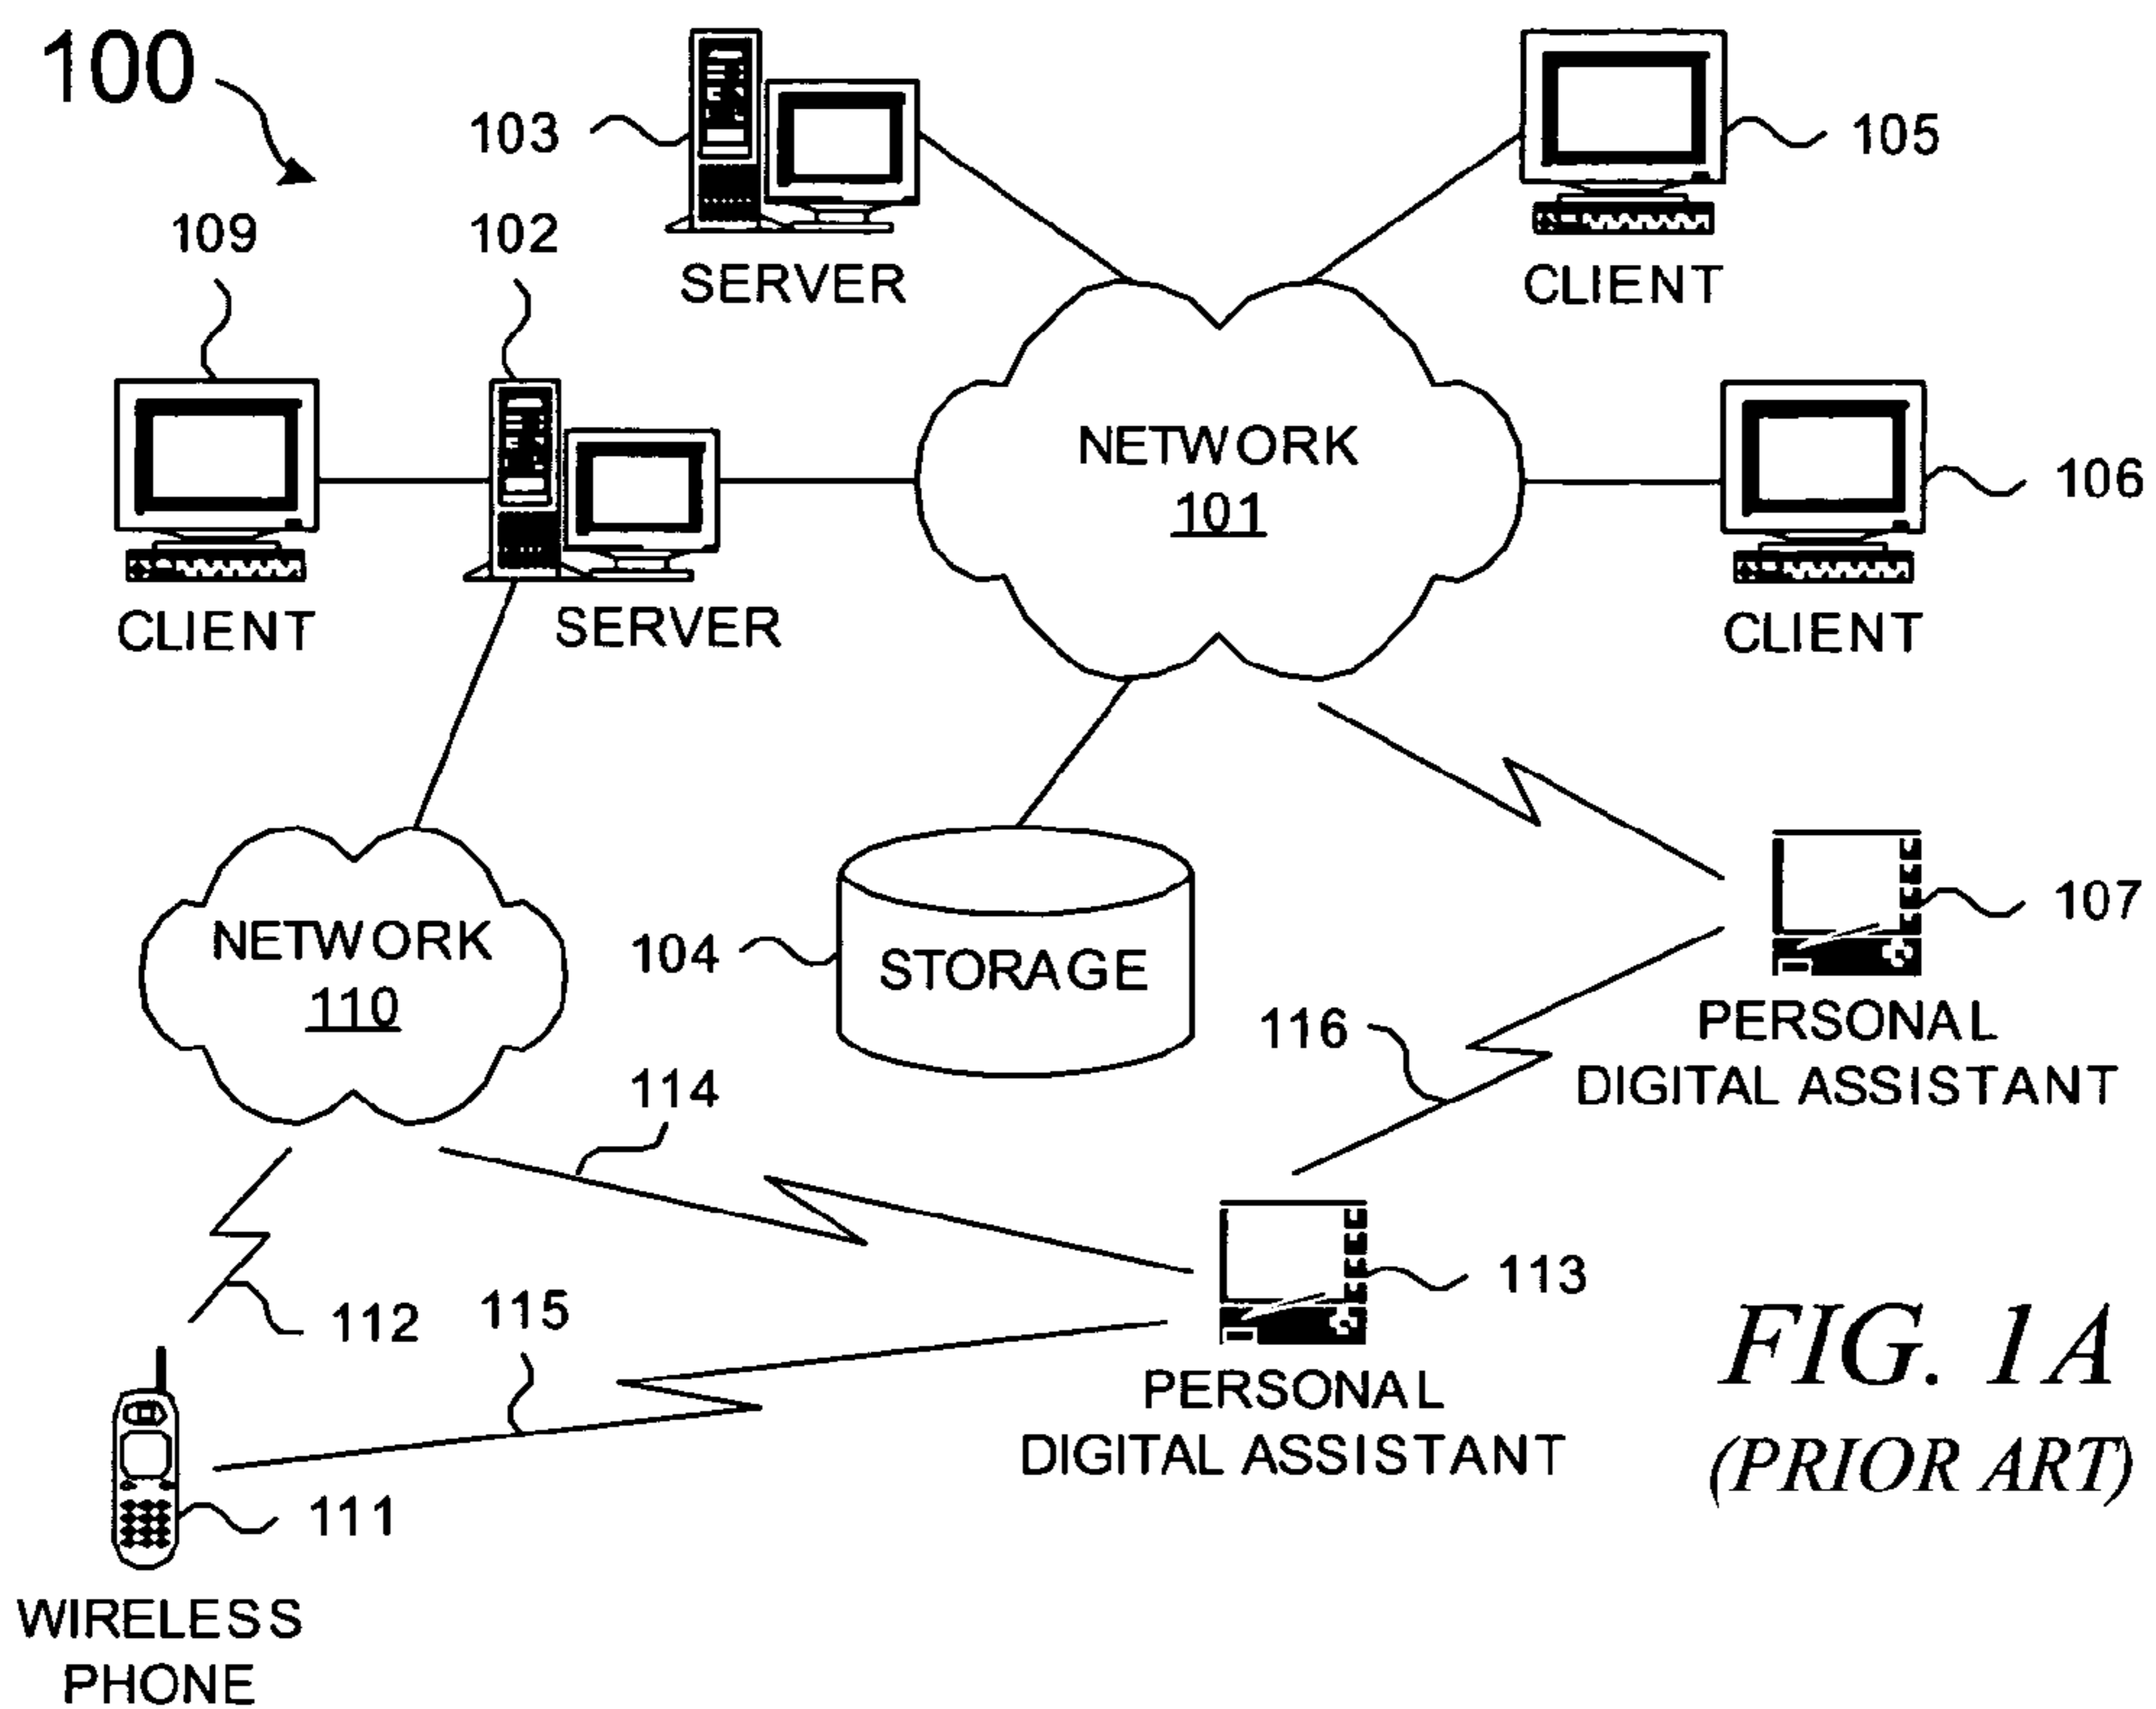 100
103
105
109
102
SERVER
CLIENT
NETWORK
101
106
CLIENT
SERVER
CLIENT
NETWORK
110
104
STORAGE
107
PERSONAL
DIGITAL ASSISTANT
116
114
113
112
115
PERSONAL
DIGITAL ASSISTANT
111
WIRELESS
PHONE
FIG. 1A
(PRIOR ART)